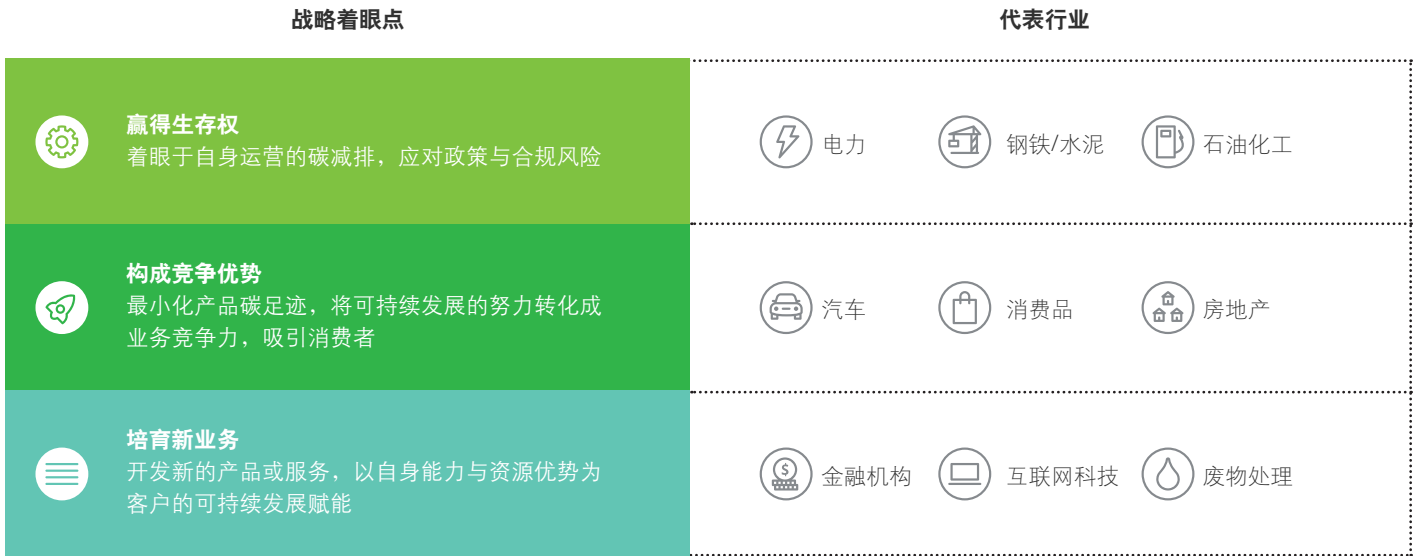 战略着眼点
代表行业
赢得生存权
着眼于自身运营的碳减排，应对政策与合规风险
电力
钢铁/水泥
石油化工
构成竞争优势
最小化产品碳足迹，将可持续发展的努力转化成
业务竞争力，吸引消费者
汽车
消费品
房地产
培育新业务
开发新的产品或服务，以自身能力与资源优势为
客户的可持续发展赋能
$
金融机构
互联网科技
废物处理